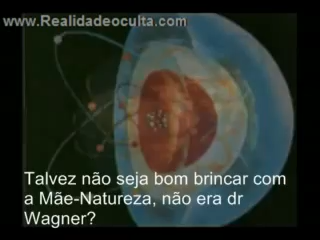 www.Realidadeoculta.com
Talvez não seja bom brincar com
a Mãe-Natureza, não era dr
Wagner?